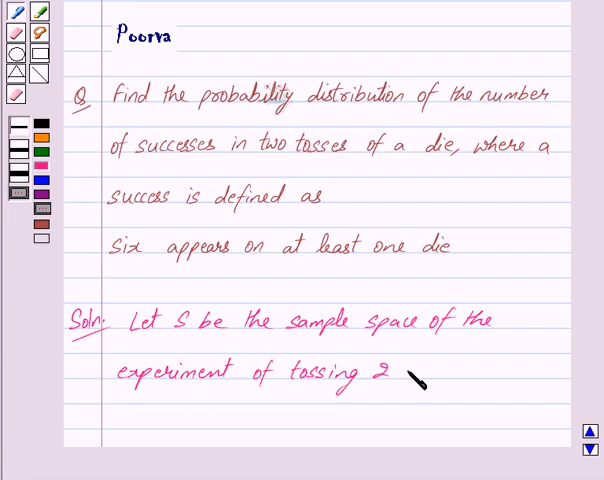 Poorva
Q Find the probability distribution of the number
of successes in two tosses of a die, where a
success is defined as
six appears on at least one die
Soln. Let S be the sample space of the
experiment of tossing 2